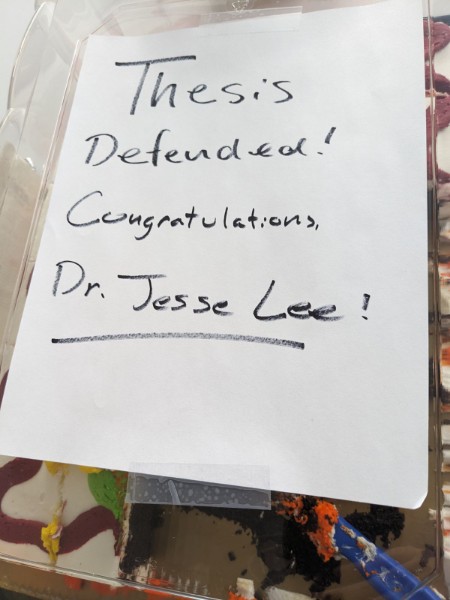 Thesis
Defended!
Congratulations,
Dr. Jesse Lee!